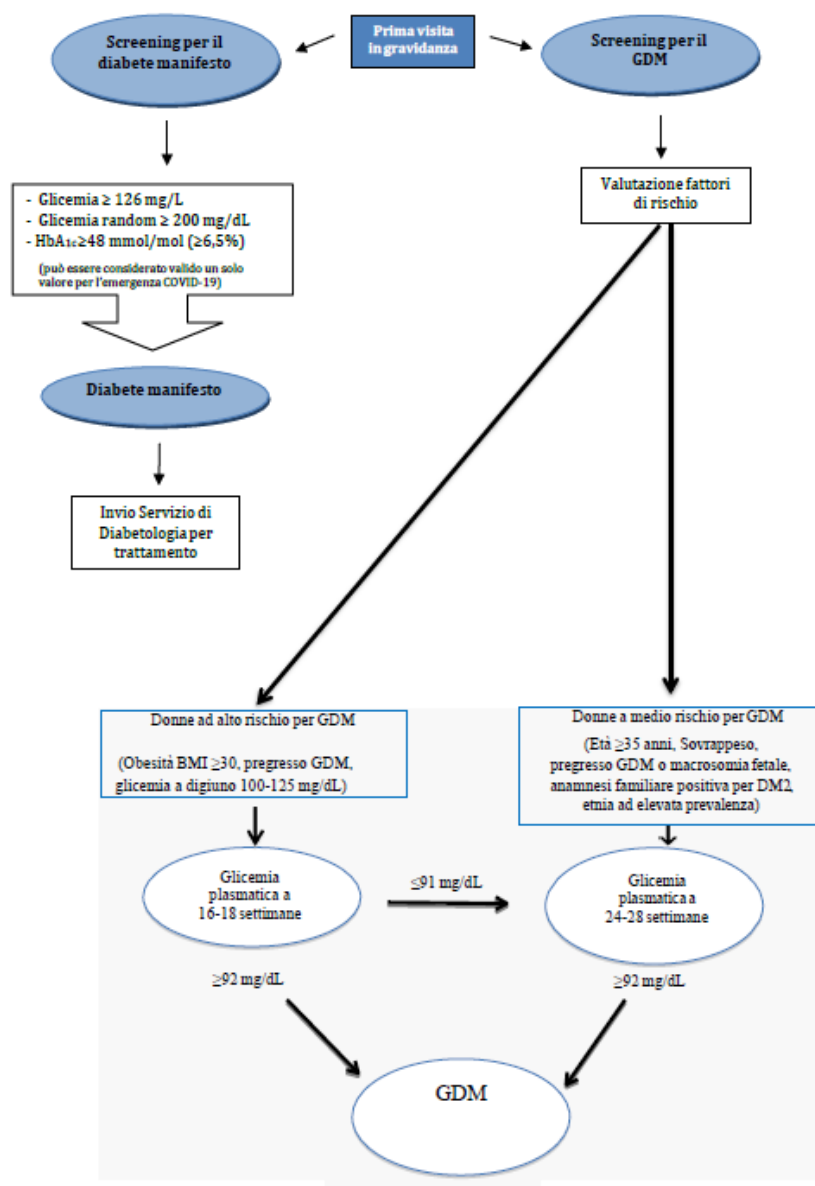 Prima visita
in gravidanza
Screening per il
diabete manifesto
Screening per il
GDM
- Glicemia ≥ 126 mg/L
- Glicemia random ≥ 200 mg/dL
- HbA1c ≥48 mmol/mol (≥6,5%)
(può essere considerato valido un solo
valore per l'emergenza COVID-19)
Valutazione fattori
di rischio
Diabete manifesto
Invio Servizio di
Diabetologia per
trattamento
Donne ad alto rischio per GDM
(Obesità BMI ≥30, pregresso GDM,
glicemia a digiuno 100-125 mg/dL)
Donne a medio rischio per GDM
(Età ≥35 anni, Sovrappeso,
pregresso GDM o macrosomia fetale,
anamnesi familiare positiva per DM2,
etnia ad elevata prevalenza)
Glicemia
plasmatica a
16-18 settimane
≤91 mg/dL
Glicemia
plasmatica a
24-28 settimane
≥92 mg/dL
≥92 mg/dL
GDM